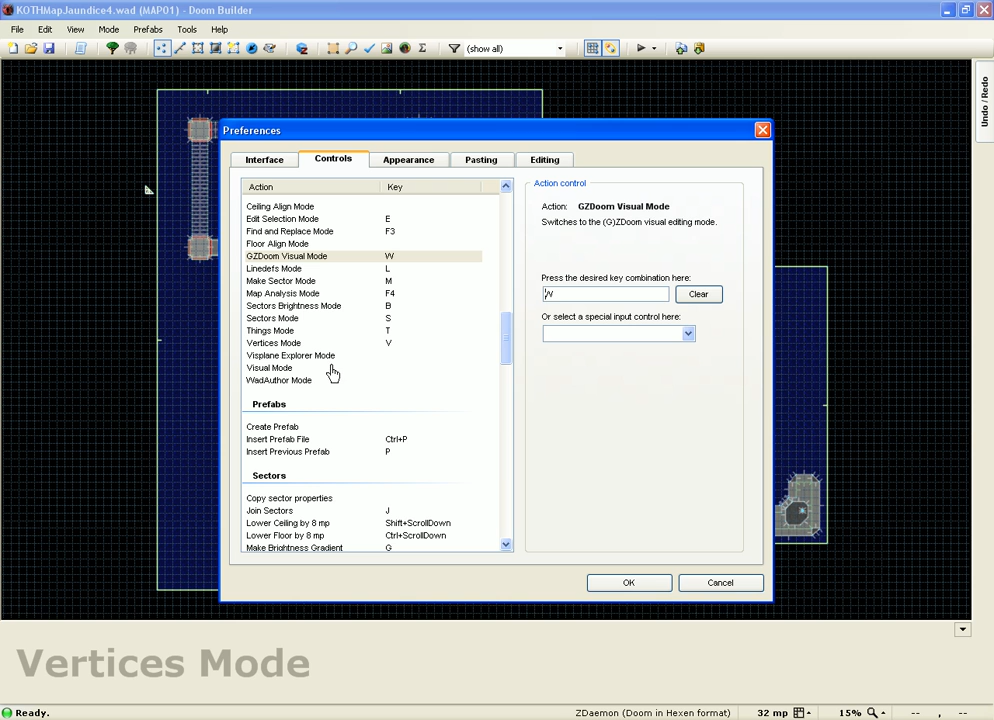 KOTHMapJaundice4.wad (MAP01) - Doom Builder
File Edit View Mode Prefabs Tools Help
(show all)
Undo / Redo
Preferences
Interface Controls Appearance Pasting Editing
Action Key
Ceiling Align Mode
Edit Selection Mode E
Find and Replace Mode F3
Floor Align Mode
GZDoom Visual Mode W
Linedefs Mode L
Make Sector Mode M
Map Analysis Mode F4
Sectors Brightness Mode B
Sectors Mode S
Things Mode T
Vertices Mode V
Visplane Explorer Mode
Visual Mode
WadAuthor Mode
Prefabs
Create Prefab
Insert Prefab File Ctrl+P
Insert Previous Prefab P
Sectors
Copy sector properties
Join Sectors J
Lower Ceiling by 8 mp Shift+ScrollDown
Lower Floor by 8 mp Ctrl+ScrollDown
Make Brightness Gradient G
Action control
Action: GZDoom Visual Mode
Switches to the (G)ZDoom visual editing mode.
Press the desired key combination here:
W Clear
Or select a special input control here:
OK Cancel
Vertices Mode
Ready. ZDaemon (Doom in Hexen format) 32 mp 15% -- , --